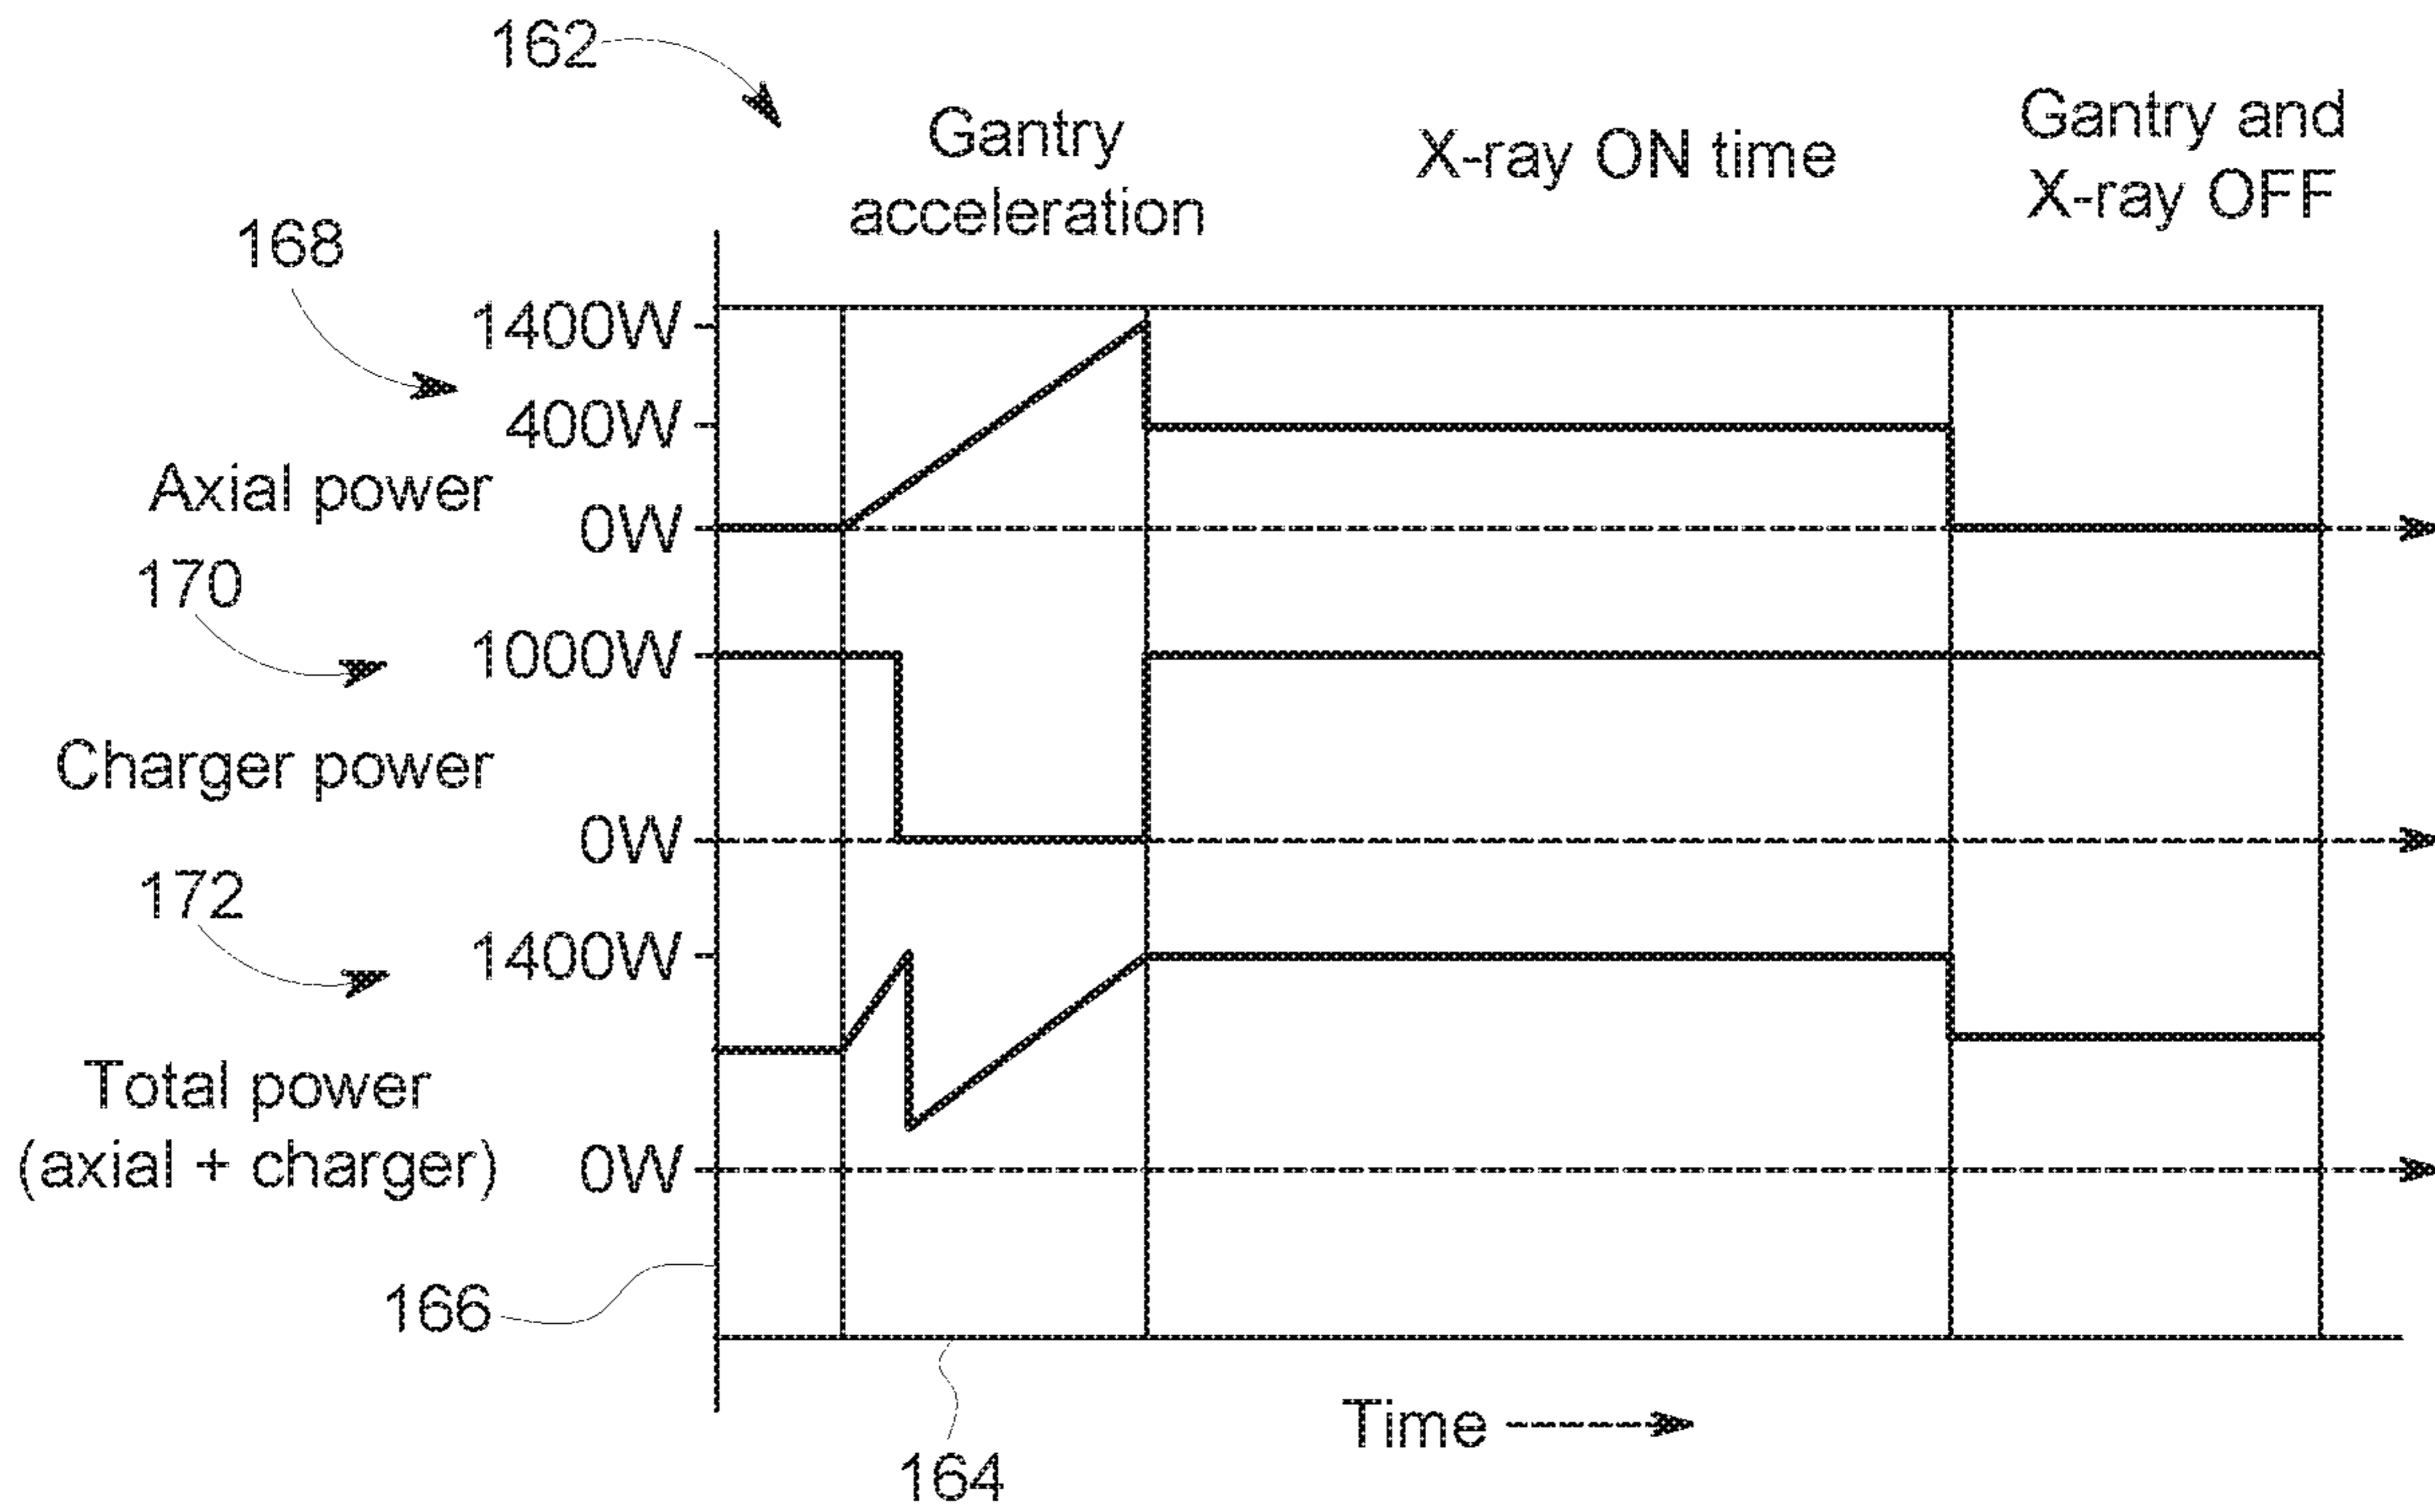 162
Gantry
acceleration
X-ray ON time
Gantry and
X-ray OFF
168
1400W
400W
Axial power
0W
170
1000W
Charger power
0W
172
1400W
Total power
(axial + charger)
0W
166
Time
164